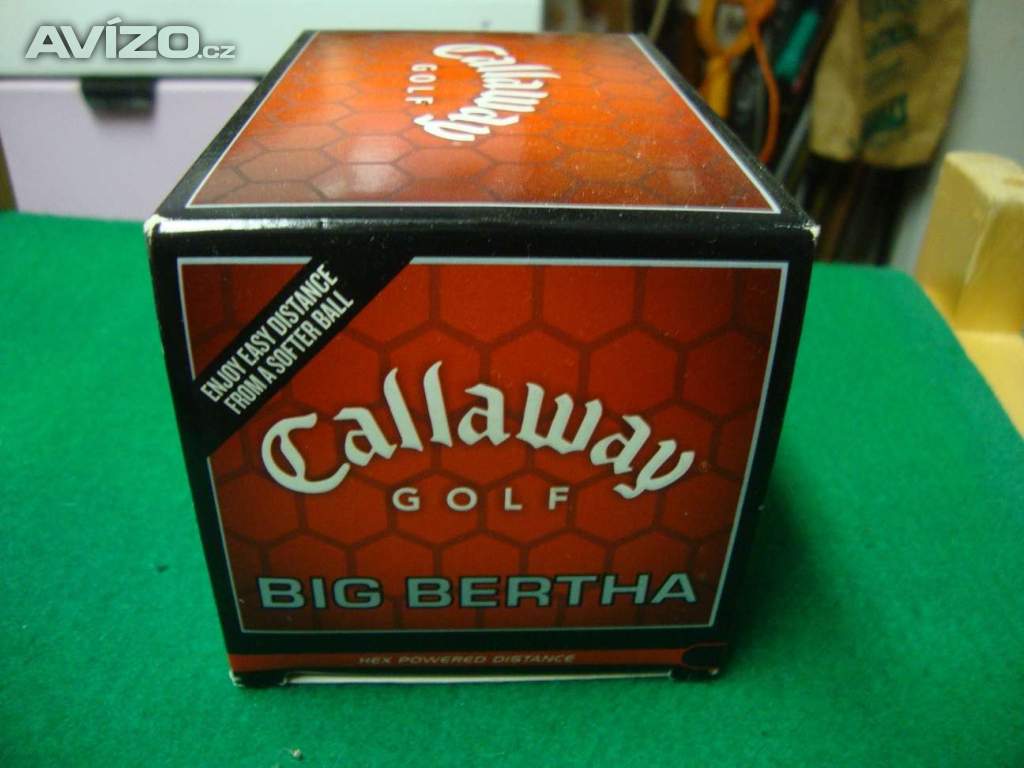 AVÍZO.cz
Callaway
GOLF
ENJOY EASY DISTANCE
FROM A SOFTER BALL
Callaway
GOLF
BIG BERTHA
HEX POWERED DISTANCE